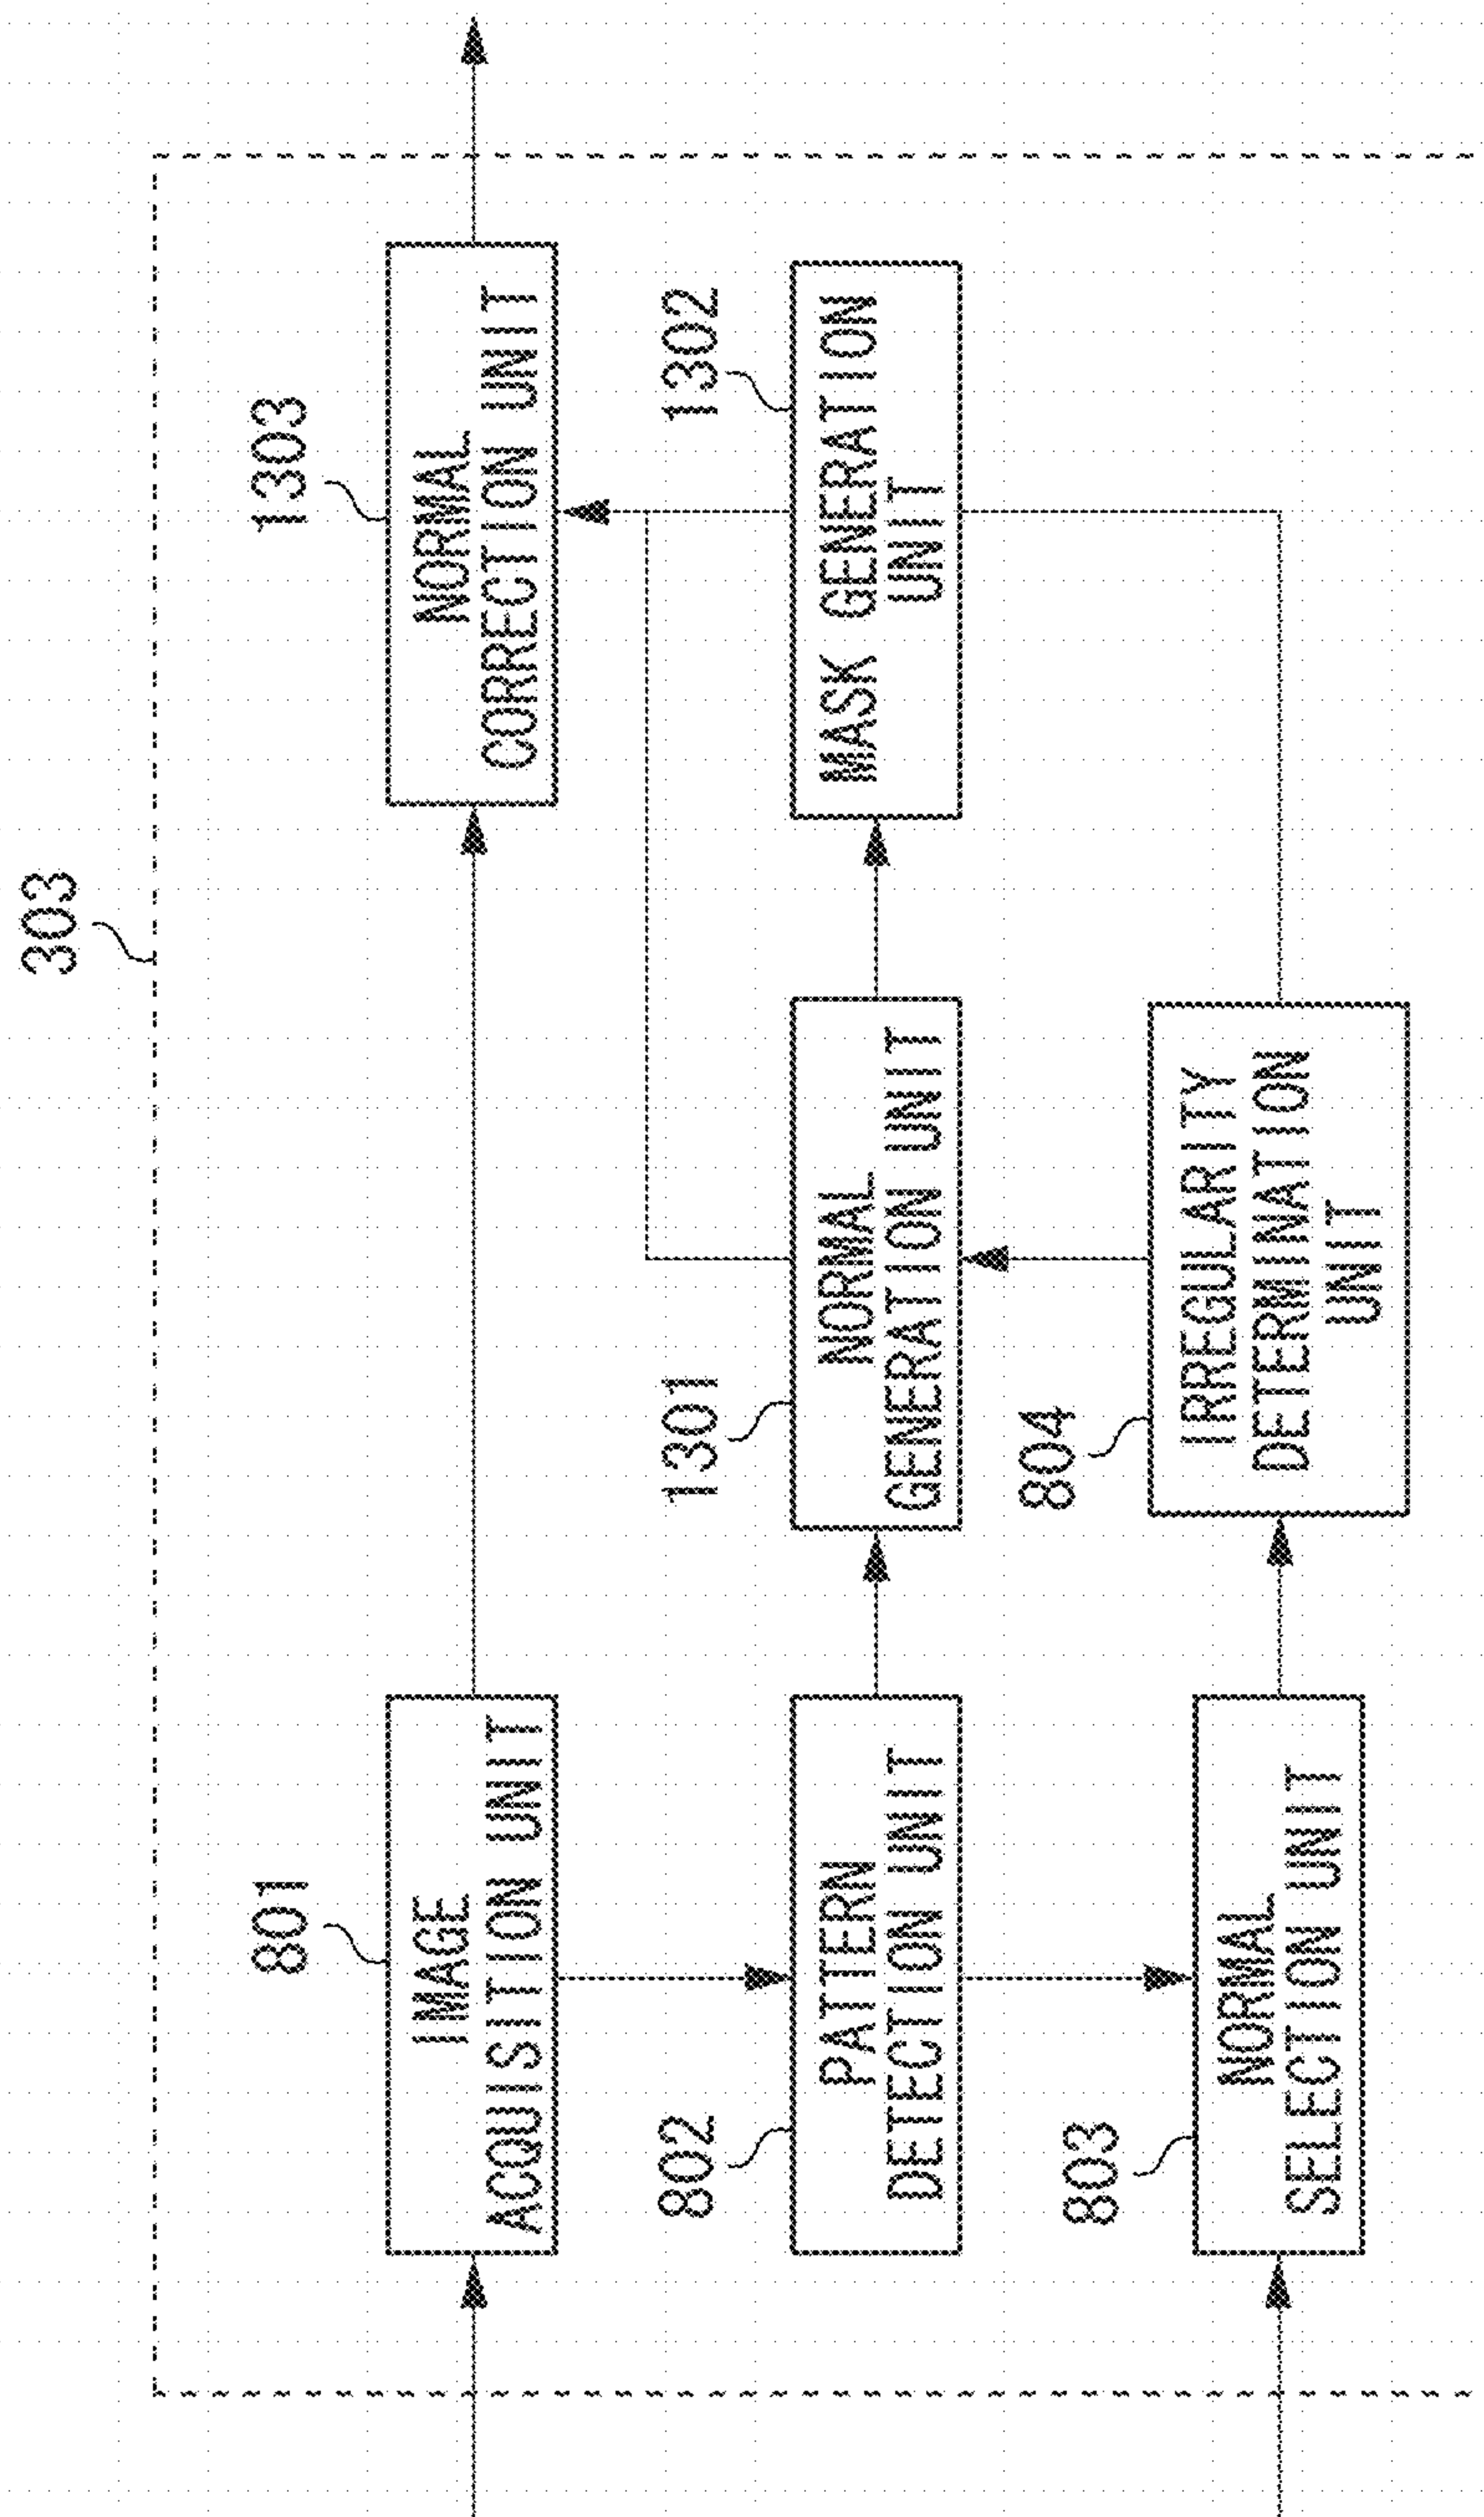 303
801
IMAGE
ACQUISITION UNIT
1303
NORMAL
CORRECTION UNIT
802
PATTERN
DETECTION UNIT
1301
NORMAL
GENERATION UNIT
1302
MASK GENERATION
UNIT
803
NORMAL
SELECTION UNIT
804
IRREGULARITY
DETERMINATION
UNIT